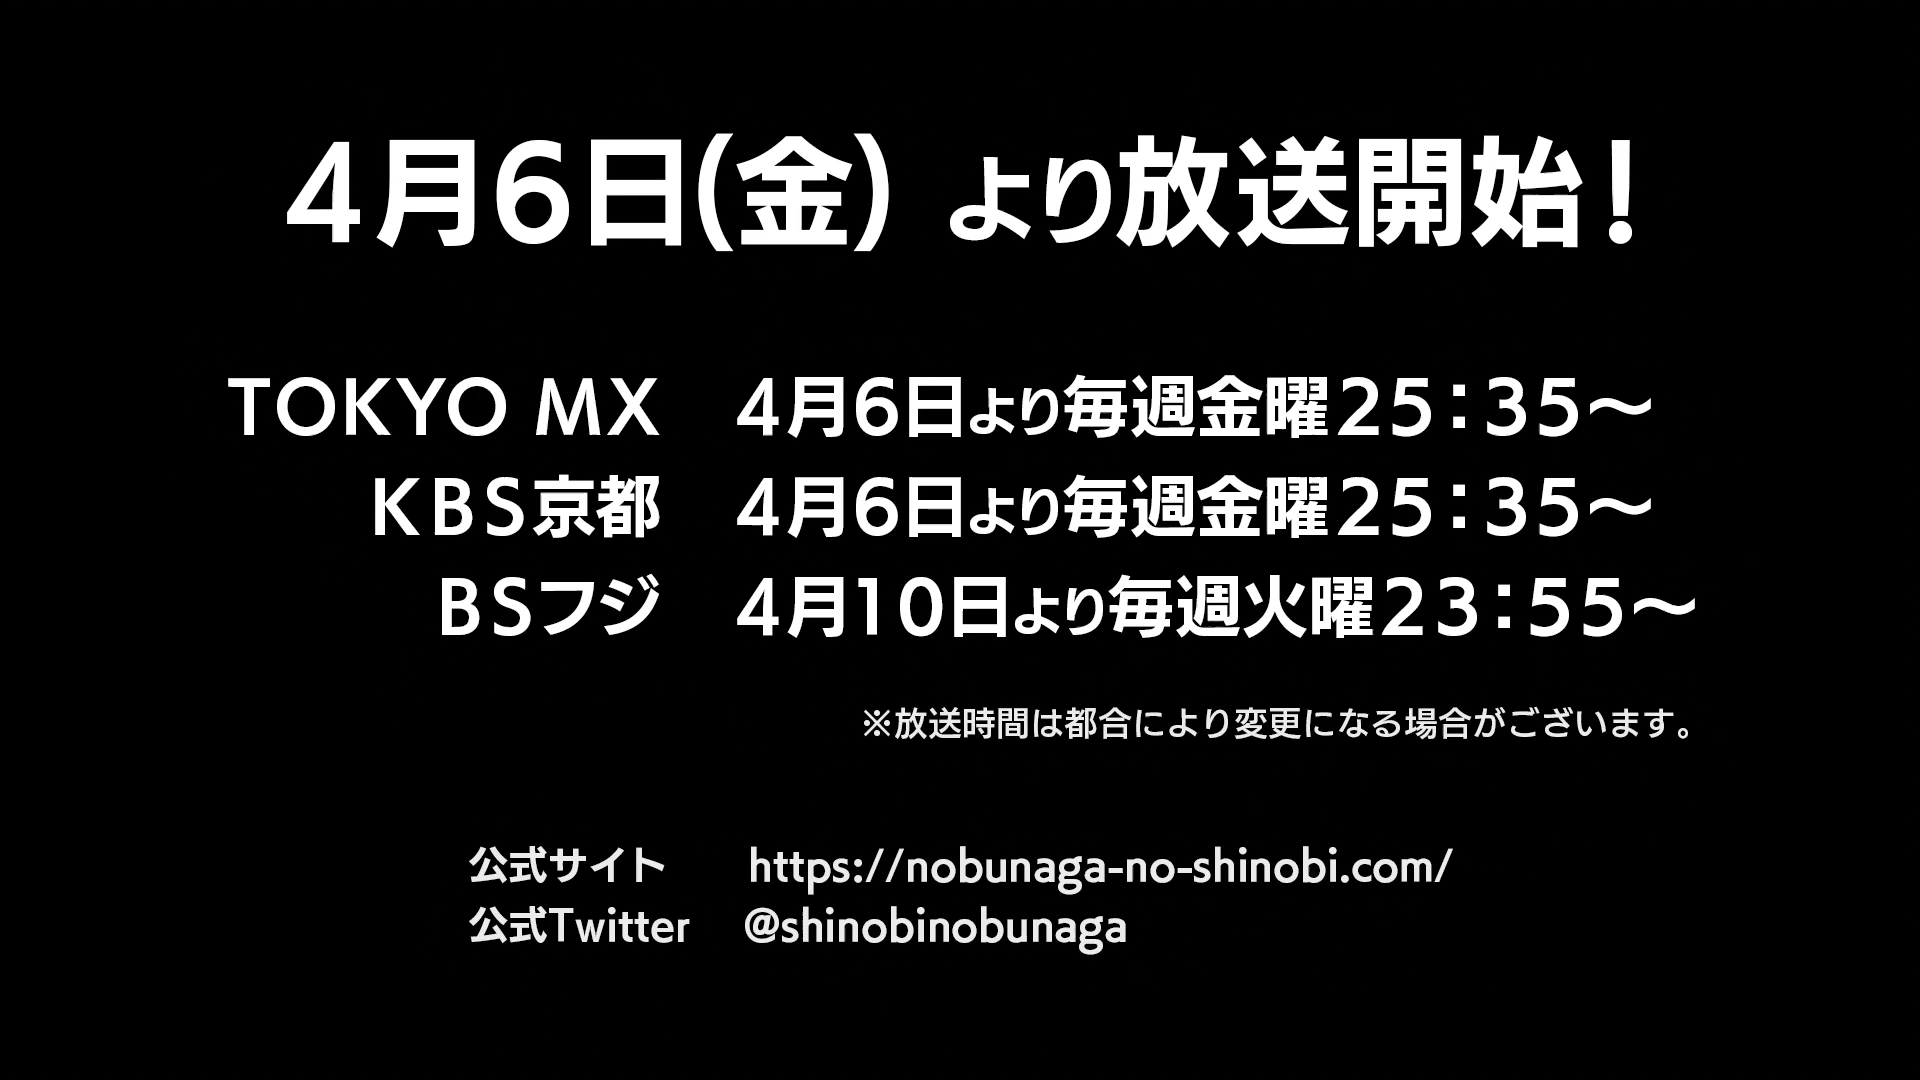 4月6日(金) より放送開始！
TOKYO MX 4月6日より毎週金曜25：35～
KBS京都 4月6日より毎週金曜25：35～
BSフジ 4月10日より毎週火曜23：55～
※放送時間は都合により変更になる場合がございます。
公式サイト https://nobunaga-no-shinobi.com/
公式Twitter @shinobinobunaga